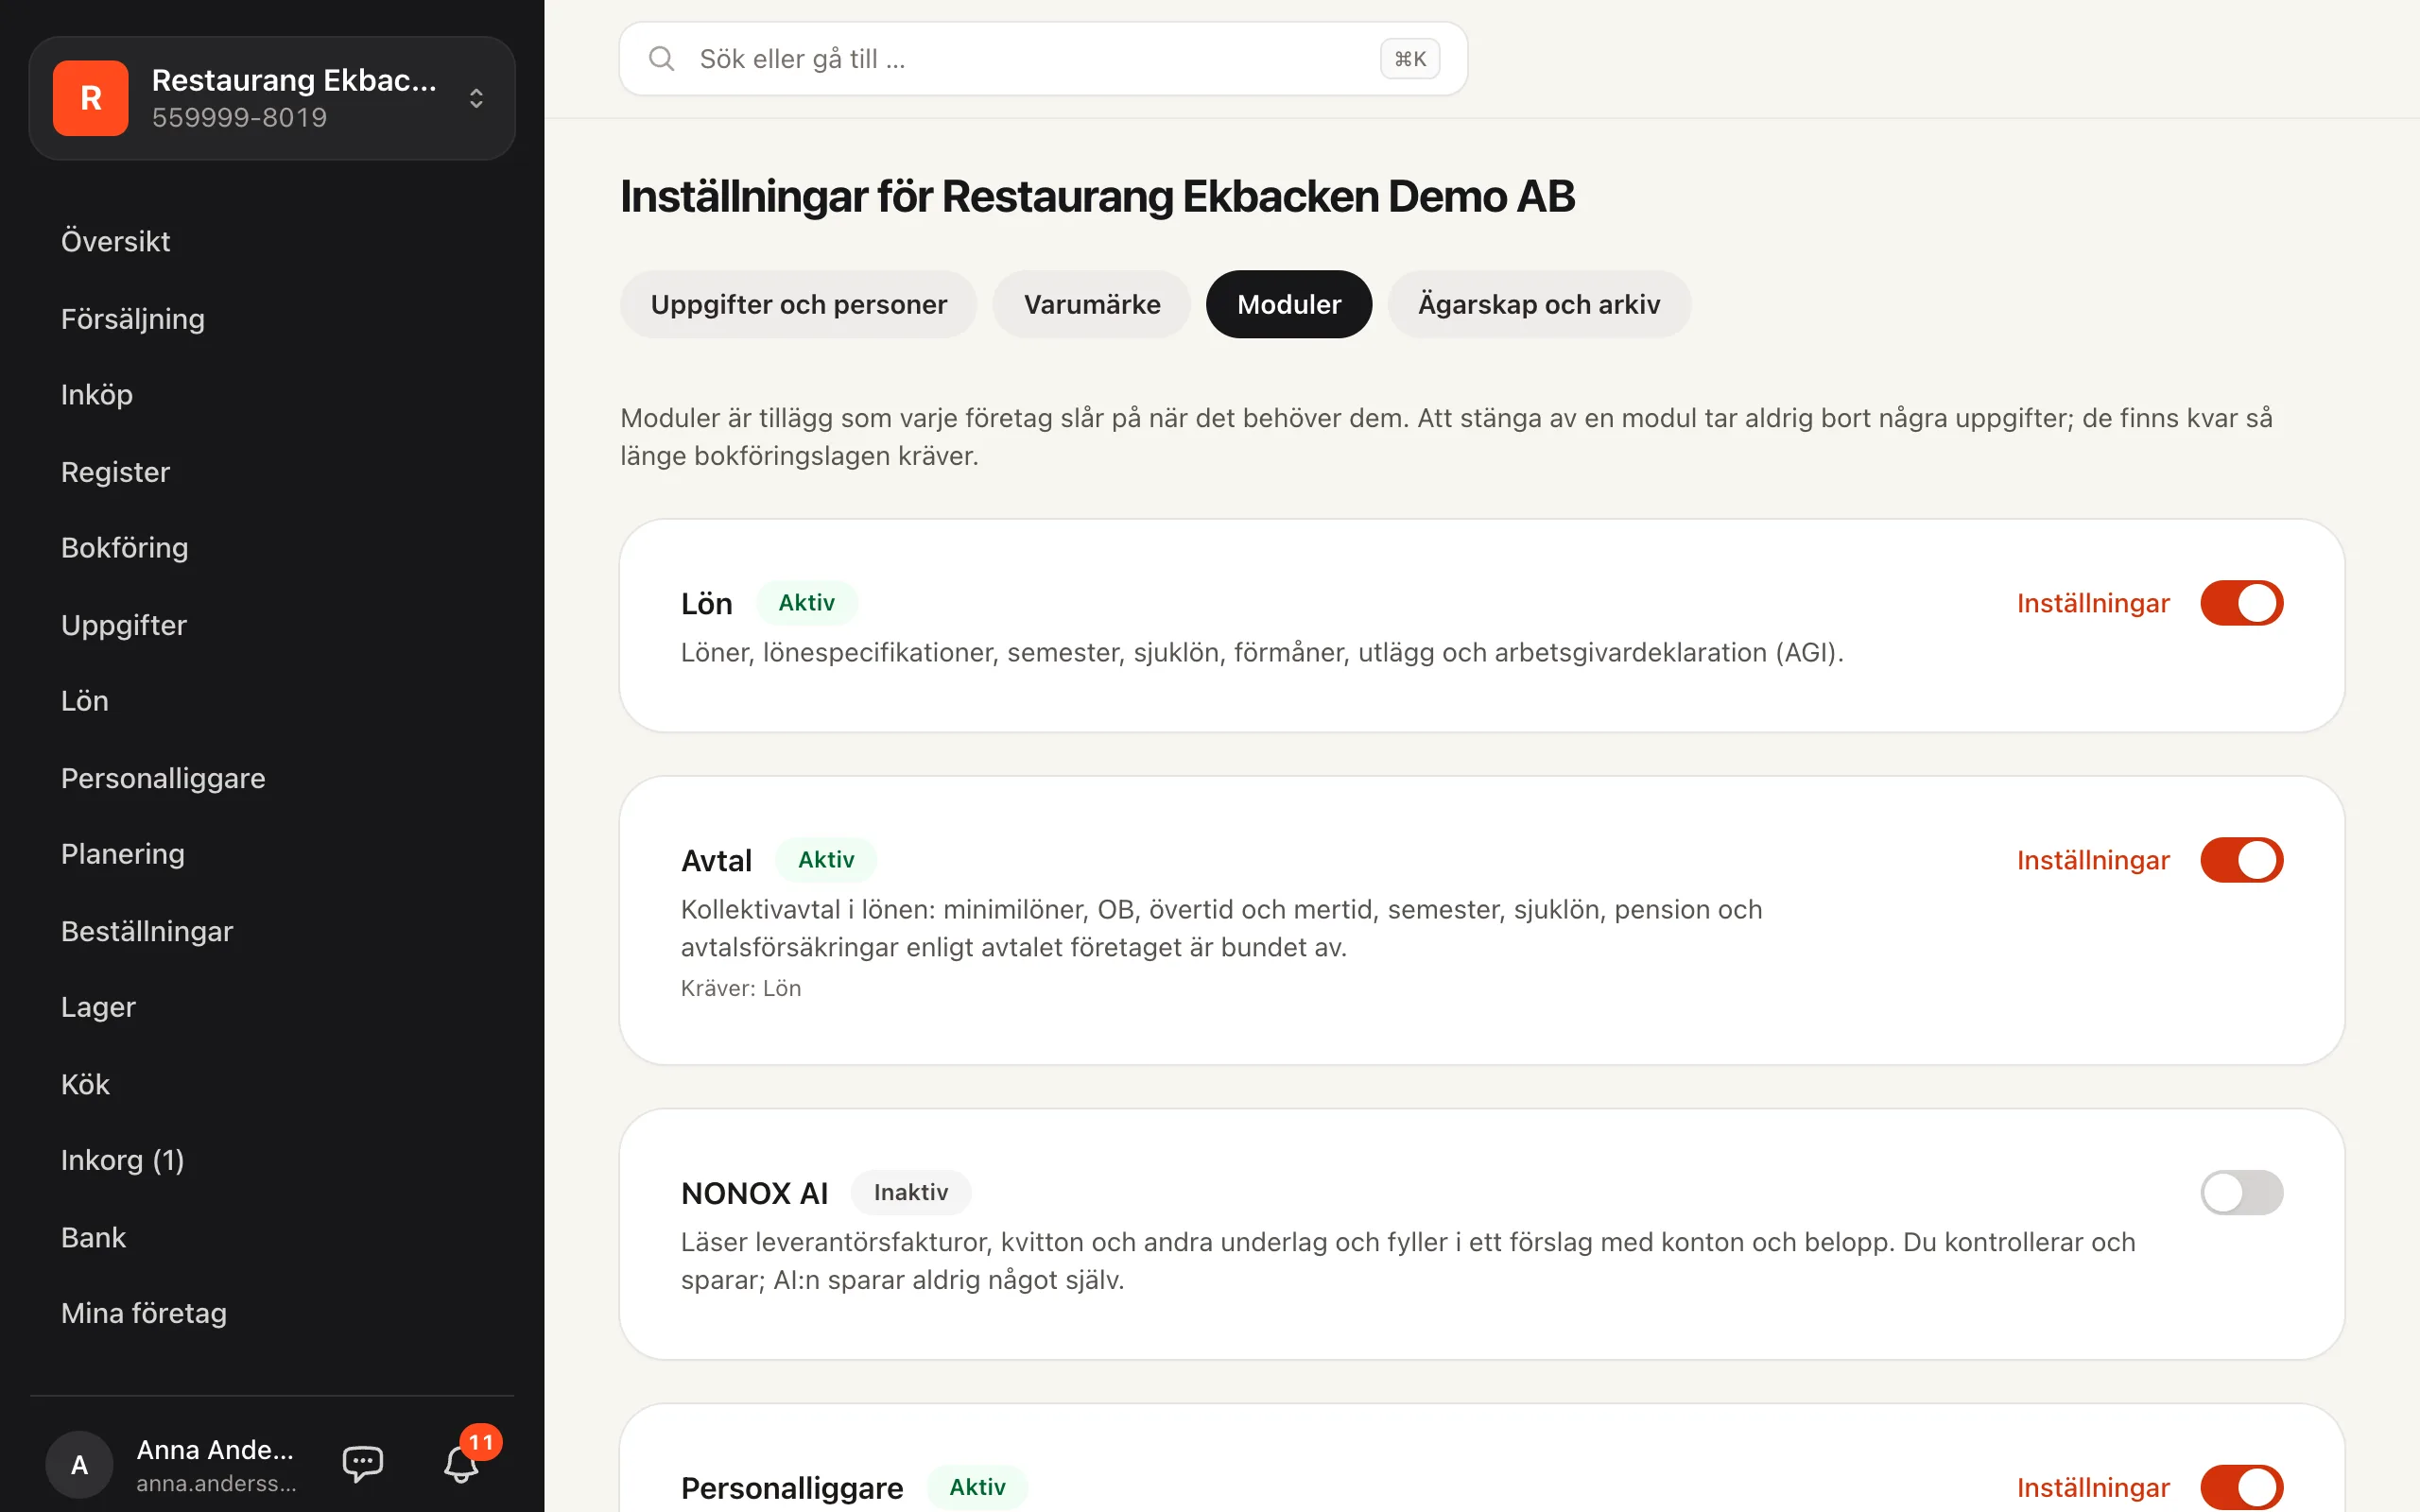 R
Restaurang Ekbac...
559999-8019
Översikt
Försäljning
Inköp
Register
Bokföring
Uppgifter
Lön
Personalliggare
Planering
Beställningar
Lager
Kök
Inkorg (1)
Bank
Mina företag
A
Anna Ande...
anna.anderss...
11
Sök eller gå till ...
⌘K
Inställningar för Restaurang Ekbacken Demo AB
Uppgifter och personer
Varumärke
Moduler
Ägarskap och arkiv
Moduler är tillägg som varje företag slår på när det behöver dem. Att stänga av en modul tar aldrig bort några uppgifter; de finns kvar så
länge bokföringslagen kräver.
Lön
Aktiv
Inställningar
Löner, lönespecifikationer, semester, sjuklön, förmåner, utlägg och arbetsgivardeklaration (AGI).
Avtal
Aktiv
Inställningar
Kollektivavtal i lönen: minimilöner, OB, övertid och mertid, semester, sjuklön, pension och
avtalsförsäkringar enligt avtalet företaget är bundet av.
Kräver: Lön
NONOX AI
Inaktiv
Läser leverantörsfakturor, kvitton och andra underlag och fyller i ett förslag med konton och belopp. Du kontrollerar och
sparar; AI:n sparar aldrig något själv.
Personalliggare
Aktiv
Inställningar